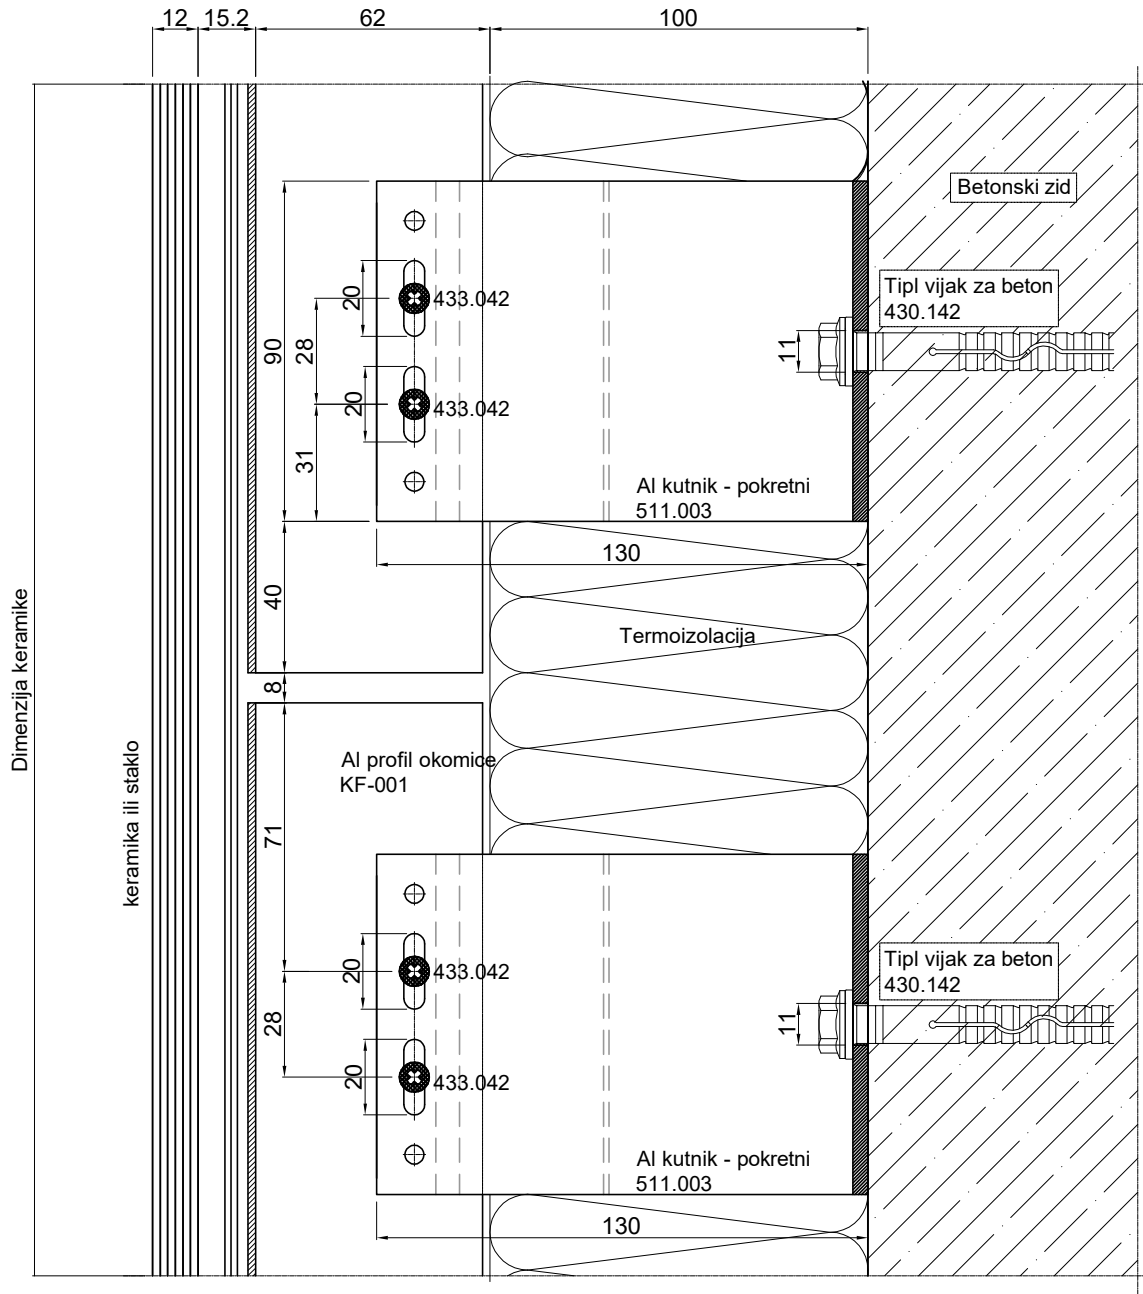 12
15.2
62
100
Betonski zid
Tipl vijak za beton
430.142
20
433.042
90
28
11
20
433.042
31
Al kutnik - pokretni
511.003
130
40
Termoizolacija
8
Dimenzija keramike
keramika ili staklo
Al profil okomice
KF-001
71
Tipl vijak za beton
430.142
20
433.042
28
11
20
433.042
Al kutnik - pokretni
511.003
130